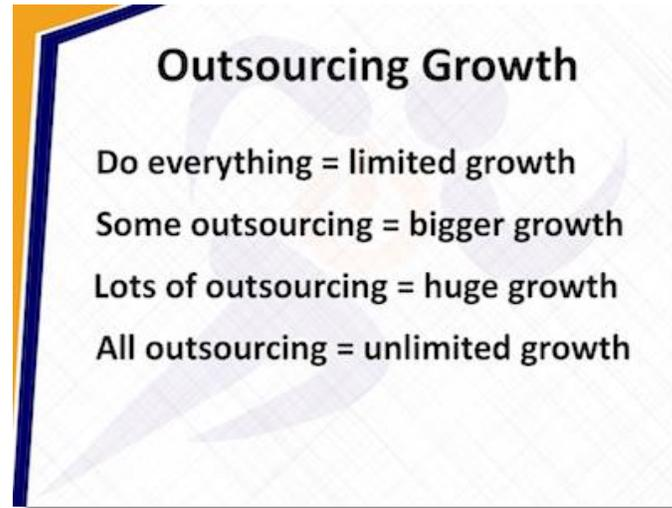 Outsourcing Growth
Do everything = limited growth
Some outsourcing = bigger growth
Lots of outsourcing = huge growth
All outsourcing = unlimited growth